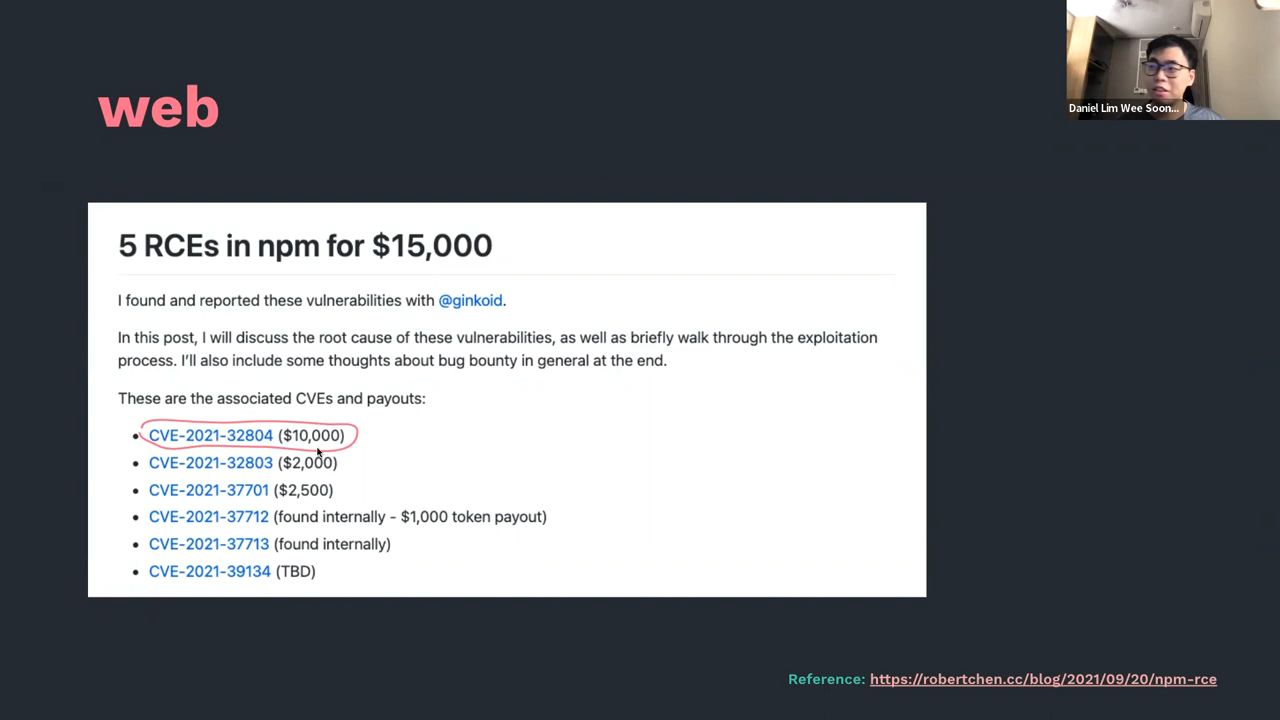 web
Daniel Lim Wee Soon...
5 RCEs in npm for $15,000
I found and reported these vulnerabilities with @ginkoid.
In this post, I will discuss the root cause of these vulnerabilities, as well as briefly walk through the exploitation
process. I'll also include some thoughts about bug bounty in general at the end.
These are the associated CVEs and payouts:
• CVE-2021-32804 ($10,000)
• CVE-2021-32803 ($2,000)
• CVE-2021-37701 ($2,500)
• CVE-2021-37712 (found internally - $1,000 token payout)
• CVE-2021-37713 (found internally)
• CVE-2021-39134 (TBD)
Reference: https://robertchen.cc/blog/2021/09/20/npm-rce